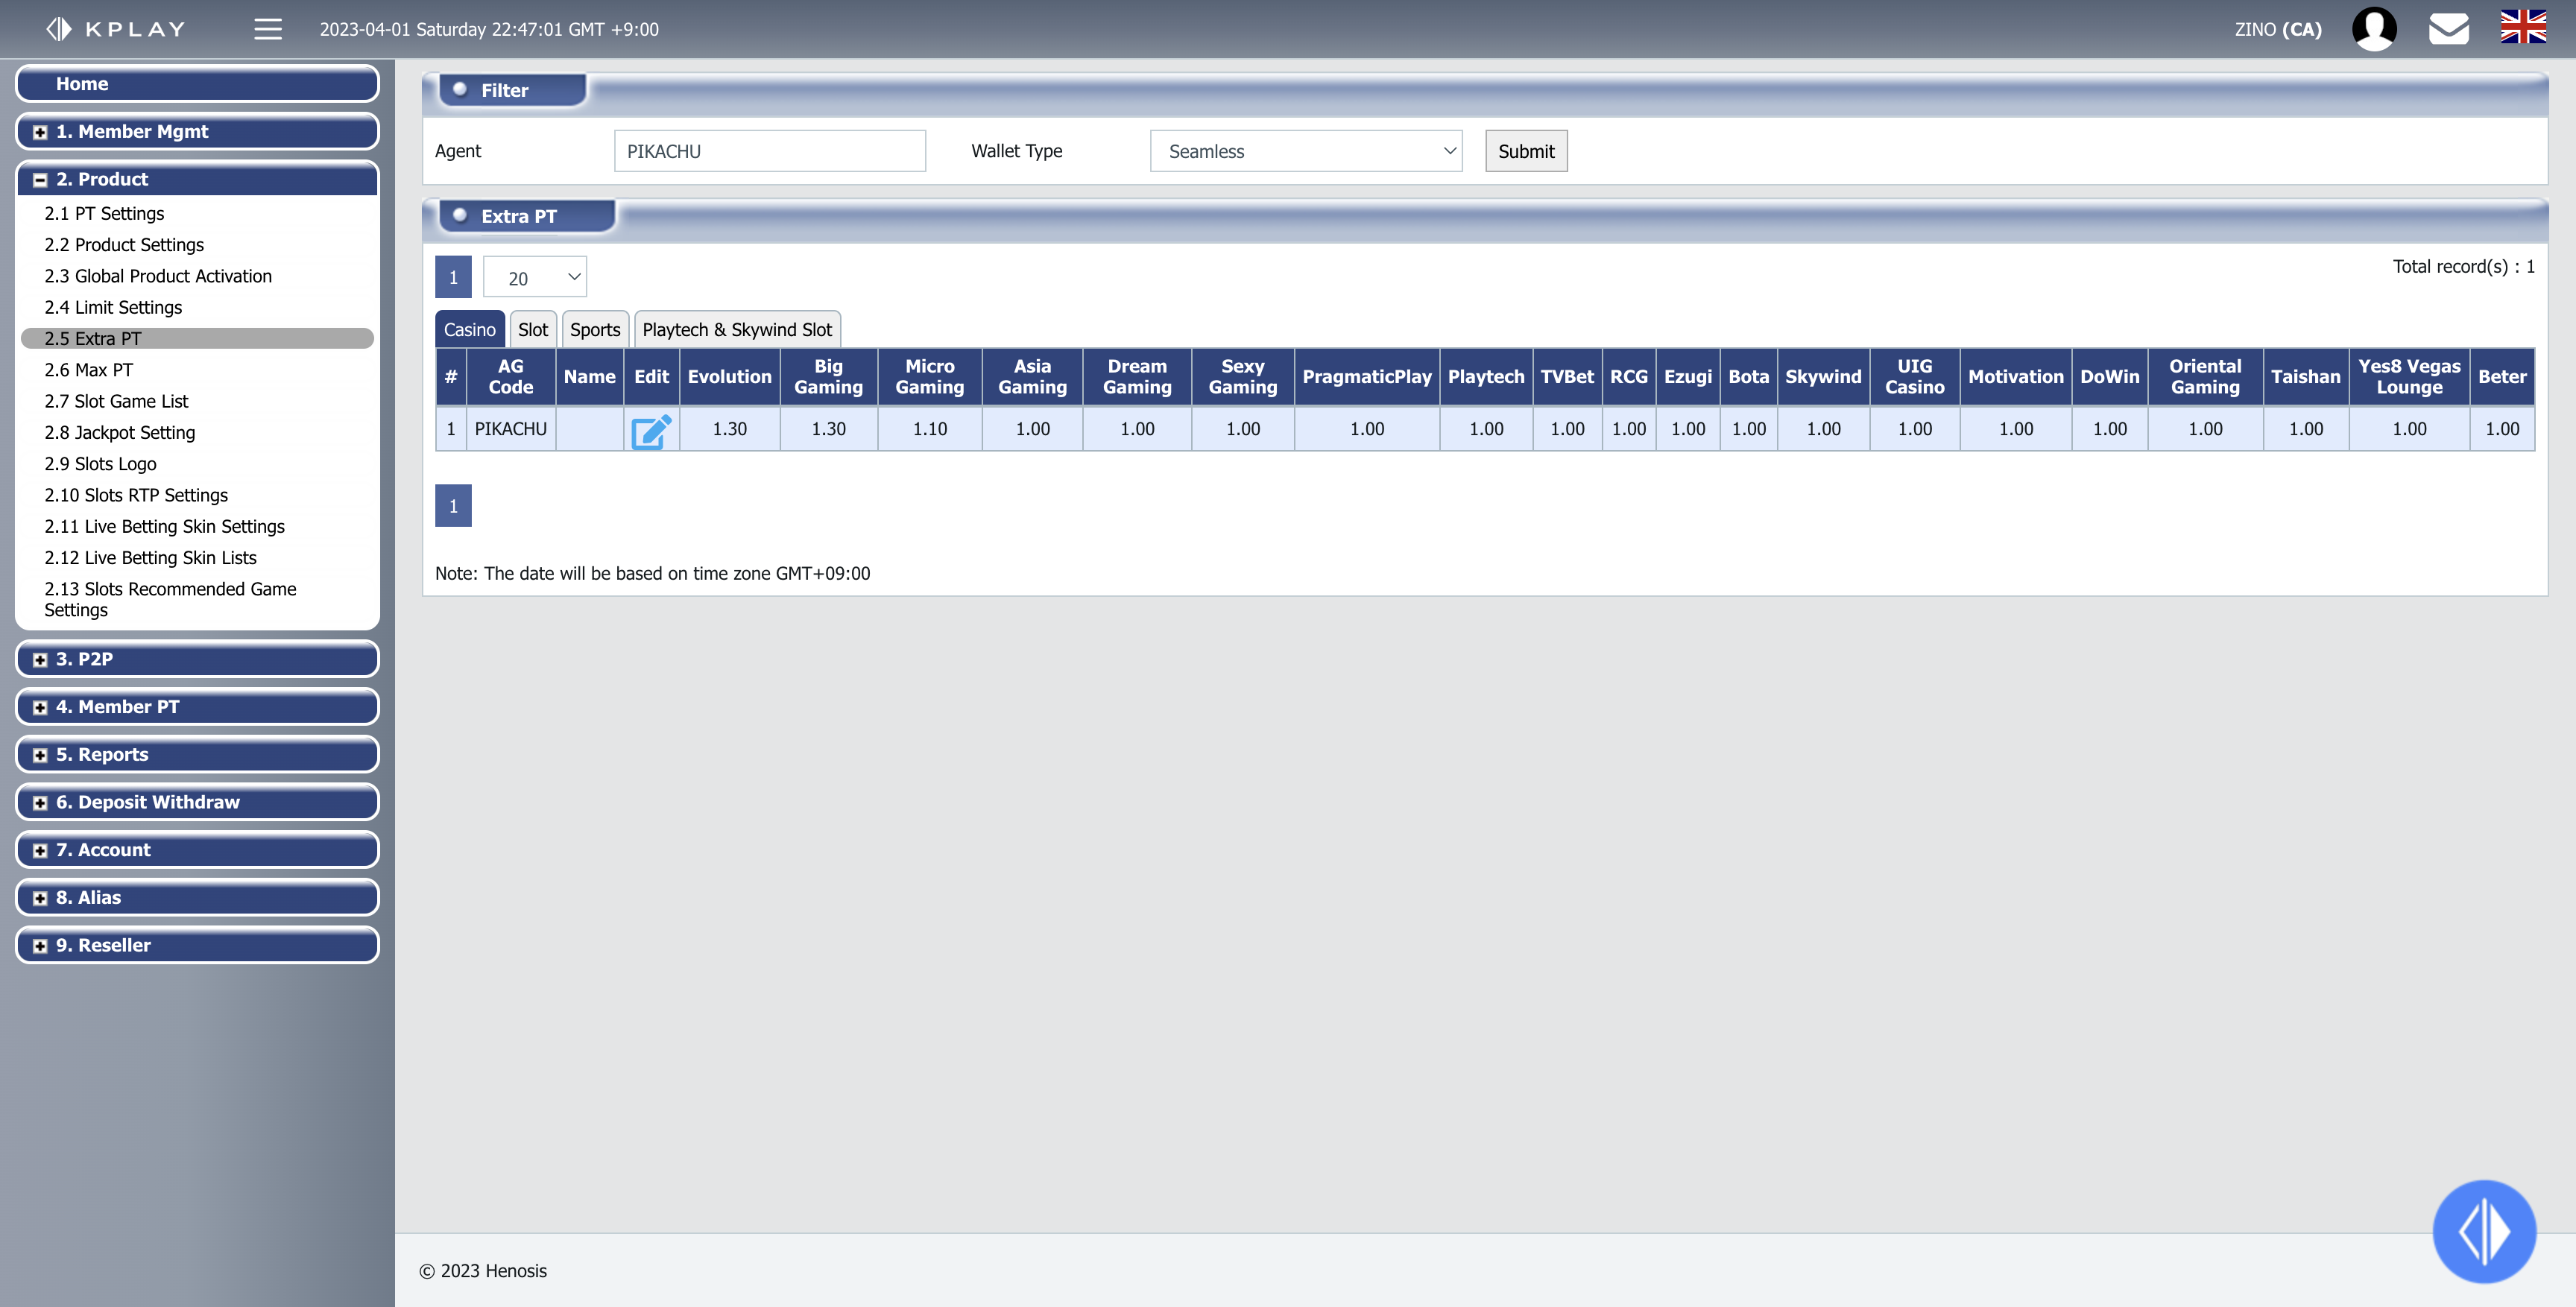 KPLAY
2023-04-01 Saturday 22:47:01 GMT +9:00
ZINO (CA)
Home
1. Member Mgmt
2. Product
2.1 PT Settings
2.2 Product Settings
2.3 Global Product Activation
2.4 Limit Settings
2.5 Extra PT
2.6 Max PT
2.7 Slot Game List
2.8 Jackpot Setting
2.9 Slots Logo
2.10 Slots RTP Settings
2.11 Live Betting Skin Settings
2.12 Live Betting Skin Lists
2.13 Slots Recommended Game
Settings
3. P2P
4. Member PT
5. Reports
6. Deposit Withdraw
7. Account
8. Alias
9. Reseller
Filter
Agent PIKACHU Wallet Type Seamless Submit
Extra PT
1 20 Total record(s) : 1
Casino Slot Sports Playtech & Skywind Slot
# AG Code Name Edit Evolution Big Gaming Micro Gaming Asia Gaming Dream Gaming Sexy Gaming PragmaticPlay Playtech TVBet RCG Ezugi Bota Skywind UIG Casino Motivation DoWin Oriental Gaming Taishan Yes8 Vegas Lounge Beter
1 PIKACHU 1.30 1.30 1.10 1.00 1.00 1.00 1.00 1.00 1.00 1.00 1.00 1.00 1.00 1.00 1.00 1.00 1.00 1.00 1.00 1.00
1
Note: The date will be based on time zone GMT+09:00
© 2023 Henosis